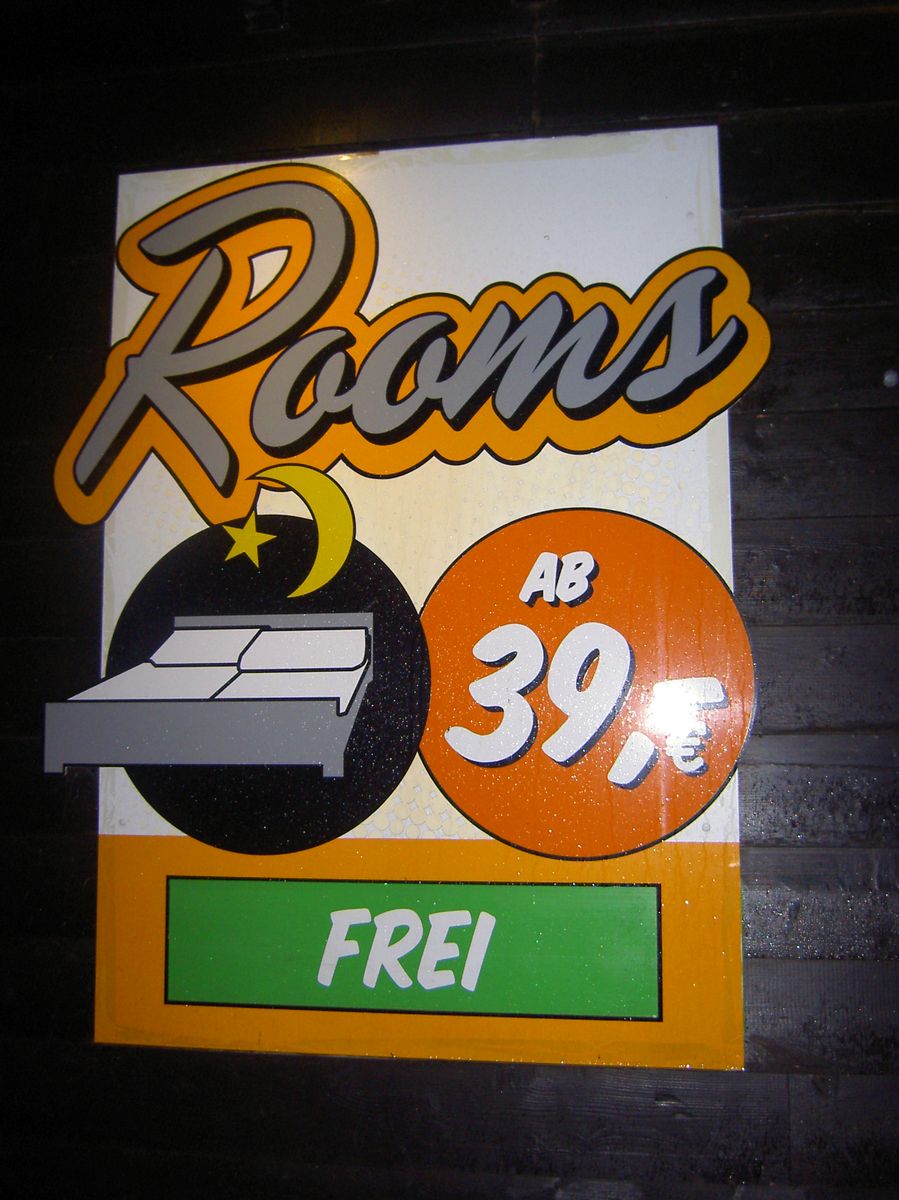 Rooms
AB
39,- €
FREI